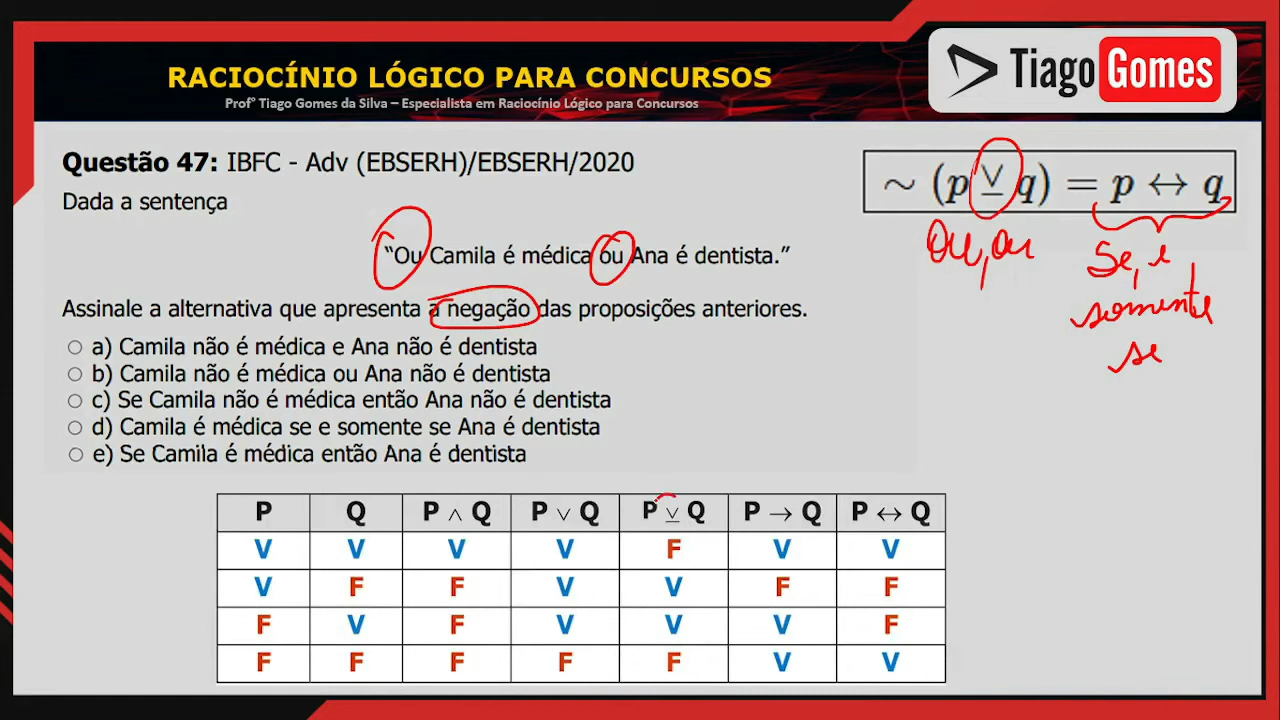 RACIOCÍNIO LÓGICO PARA CONCURSOS
Prof° Tiago Gomes da Silva – Especialista em Raciocínio Lógico para Concursos
Tiago Gomes
Questão 47: IBFC - Adv (EBSERH)/EBSERH/2020
Dada a sentença
“Ou Camila é médica ou Ana é dentista.”
Assinale a alternativa que apresenta a negação das proposições anteriores.
a) Camila não é médica e Ana não é dentista
b) Camila não é médica ou Ana não é dentista
c) Se Camila não é médica então Ana não é dentista
d) Camila é médica se e somente se Ana é dentista
e) Se Camila é médica então Ana é dentista
~ (p ⊻ q) = p ↔ q
Ou, ou
Se, e
somente
se
P Q P ∧ Q P ∨ Q P ⊻ Q P → Q P ↔ Q
V V V V F V V
V F F V V F F
F V F V V V F
F F F F F V V